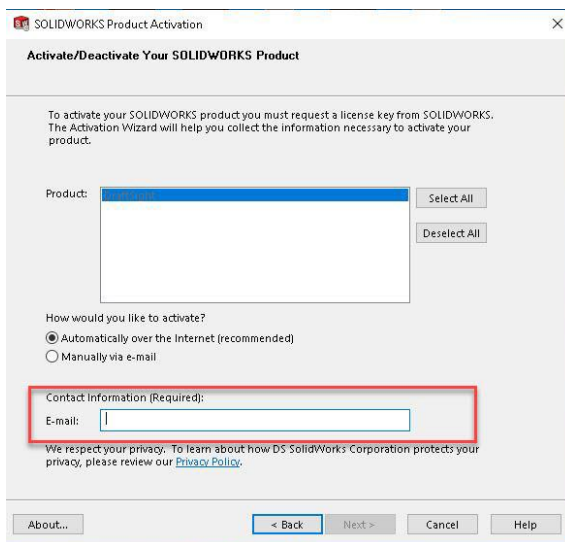 SOLIDWORKS Product Activation
Activate/Deactivate Your SOLIDWORKS Product
To activate your SOLIDWORKS product you must request a license key from SOLIDWORKS.
The Activation Wizard will help you collect the information necessary to activate your
product.
Product:
DraftSight
Select All
Deselect All
How would you like to activate?
Automatically over the Internet (recommended)
Manually via e-mail
Contact Information (Required):
E-mail:
We respect your privacy. To learn about how DS SolidWorks Corporation protects your
privacy, please review our Privacy Policy.
About... < Back Next > Cancel Help